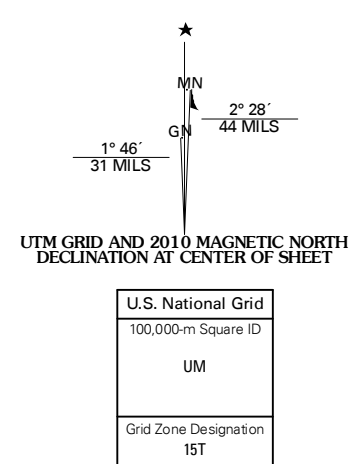 ★
MN
2° 28´
44 MILS
GN
1° 46´
31 MILS
UTM GRID AND 2010 MAGNETIC NORTH
DECLINATION AT CENTER OF SHEET
U.S. National Grid
100,000-m Square ID
UM
Grid Zone Designation
15T